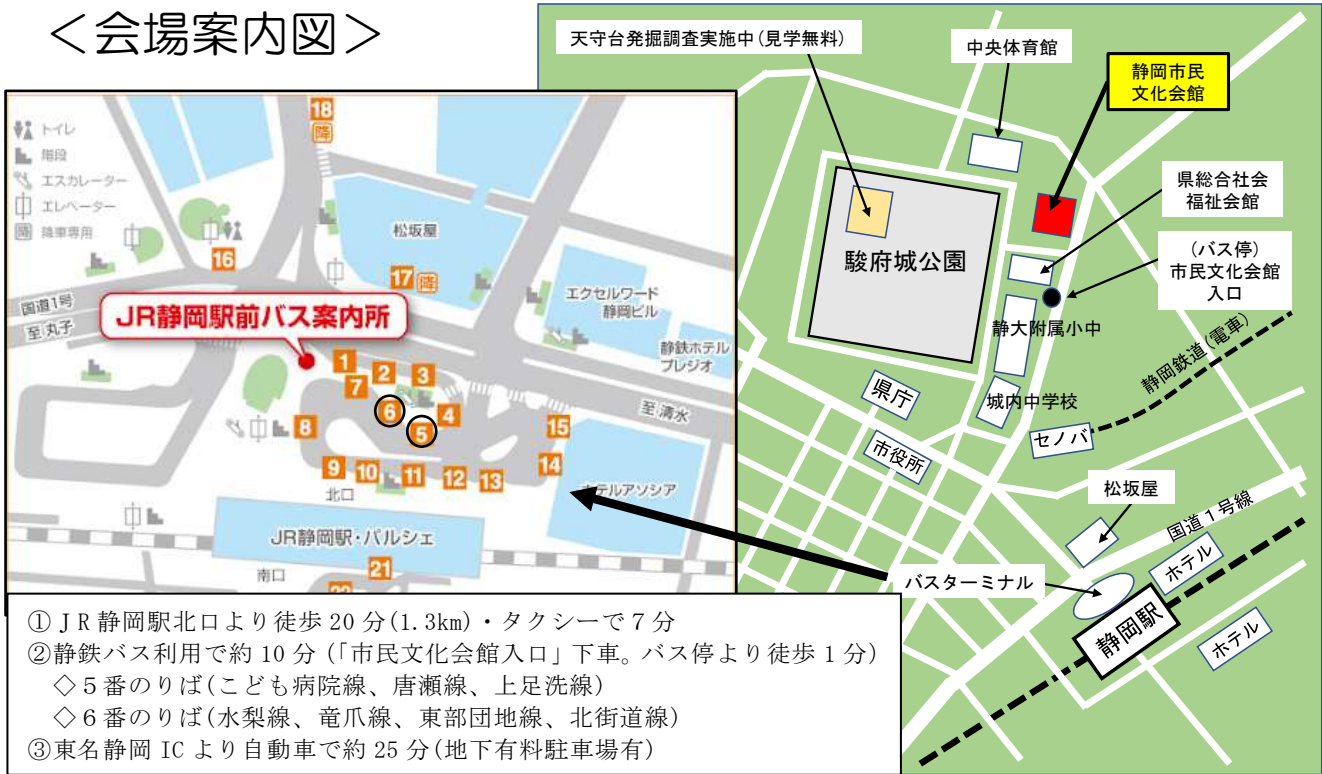 ＜会場案内図＞
天守台発掘調査実施中(見学無料)
中央体育館
静岡市民
文化会館
県総合社会
福祉会館
(バス停)
市民文化会館
入口
駿府城公園
静大附属小中
静岡鉄道(電車)
県庁
城内中学校
セノバ
市役所
松坂屋
国道１号線
ホテル
バスターミナル
静岡駅
ホテル
トイレ
階段
エスカレーター
エレベーター
降 降車専用
18
降
松坂屋
16
17 降
エクセルワード
静岡ビル
国道1号
至丸子
JR静岡駅前バス案内所
静鉄ホテル
プレジオ
1
2
3
7
6
4
5
至清水
8
15
9
10
11
12
13
14
北口
ホテルアソシア
JR静岡駅・パルシェ
南口
21
①ＪＲ静岡駅北口より徒歩 20 分(1.3km)・タクシーで７分
②静鉄バス利用で約 10 分（「市民文化会館入口」下車。バス停より徒歩１分）
◇５番のりば(こども病院線、唐瀬線、上足洗線）
◇６番のりば(水梨線、竜爪線、東部団地線、北街道線）
③東名静岡 IC より自動車で約 25 分(地下有料駐車場有）